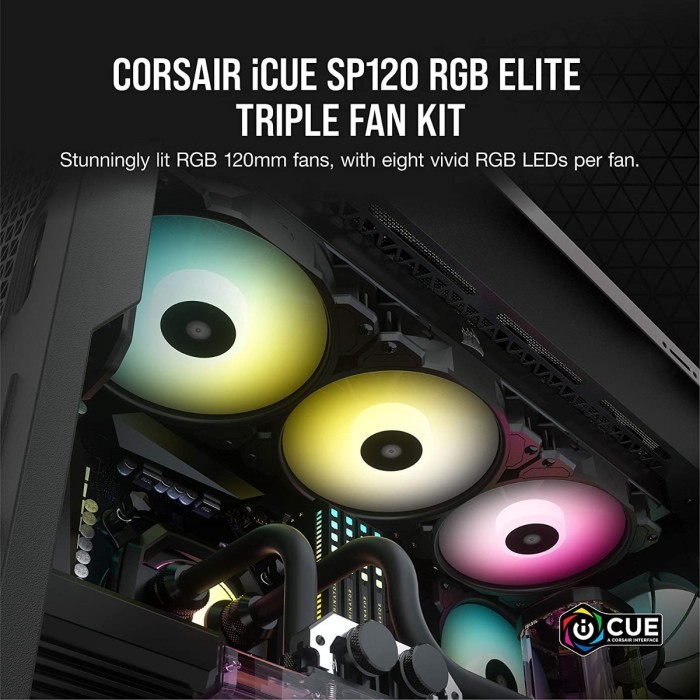 CORSAIR iCUE SP120 RGB ELITE
TRIPLE FAN KIT
Stunningly lit RGB 120mm fans, with eight vivid RGB LEDs per fan.
CUE
A CORSAIR INTERFACE